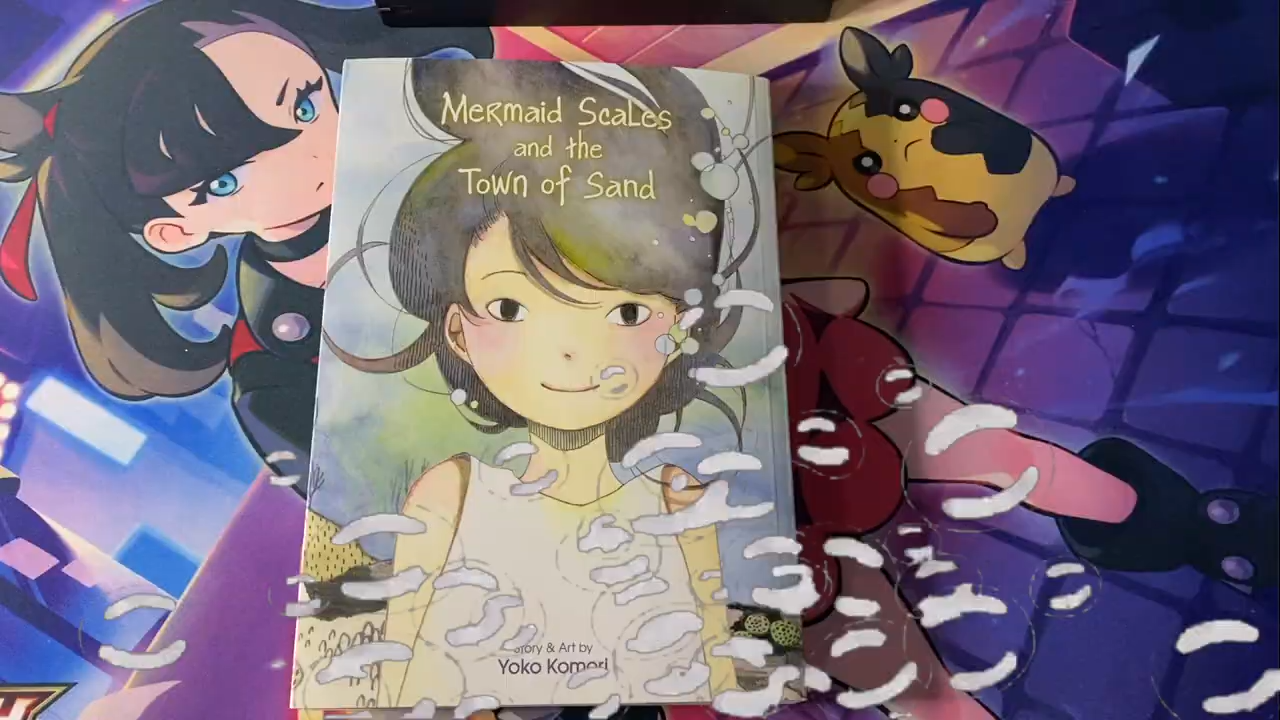 Mermaid Scales
and the
Town of Sand
Story & Art by
Yoko Komori